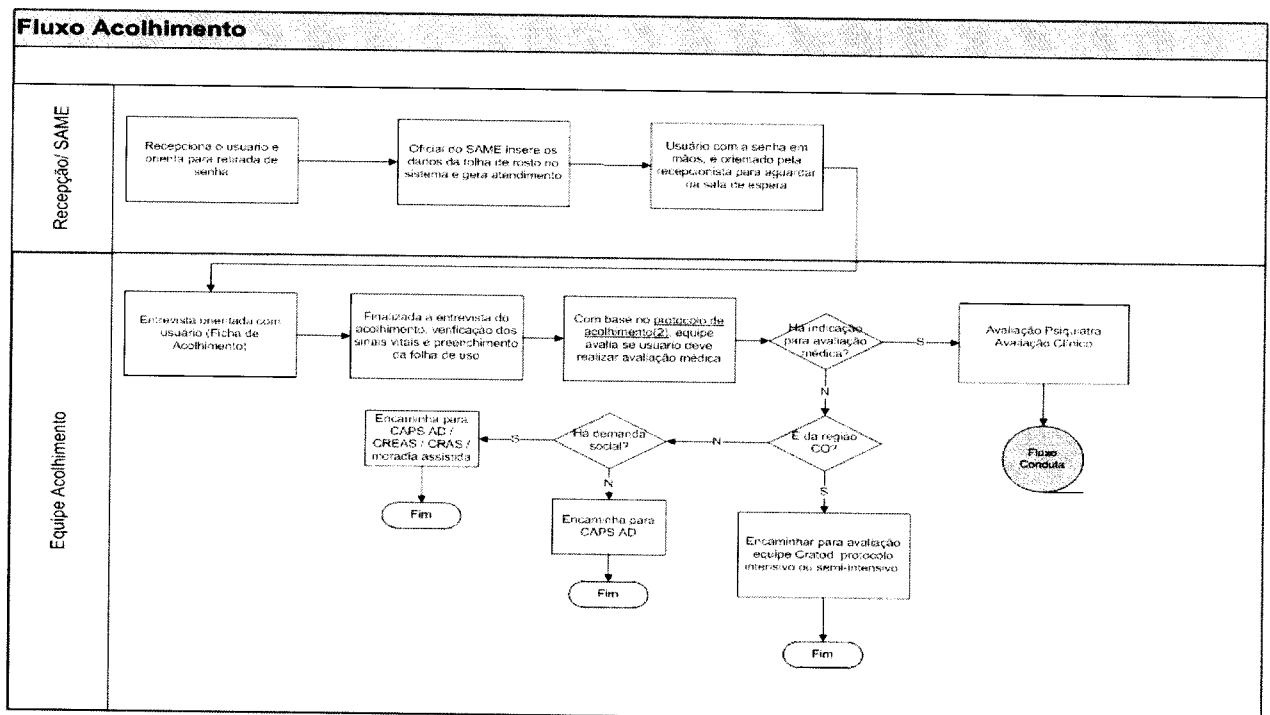 Fluxo Acolhimento
Recepção/ SAME
Recepciona o usuário e
orienta para retirada de
senha
Oficial do SAME insere os
dados da folha de rosto no
sistema e gera atendimento
Usuário com a senha em
mãos, é orientado pela
recepcionista para aguardar
na sala de espera
Equipe Acolhimento
Entrevista orientada com
usuário (Ficha de
Acolhimento)
Finalizada a entrevista do
acolhimento, verificação dos
sinais vitais e preenchimento
da folha de uso
Com base no protocolo de
acolhimento(2), equipe
avalia se usuário deve
realizar avaliação médica
Há indicação
para avaliação
médica?
S
Avaliação Psiquiatra
Avaliação Clínico
N
Fluxo
Conduta
É da região
CO?
N
Há demanda
social?
S
Encaminha para
CAPS AD /
CREAS / CRAS /
moradia assistida
Fim
N
Encaminha para
CAPS AD
Fim
S
Encaminhar para avaliação
equipe Cratod protocolo
intensivo ou semi-intensivo
Fim